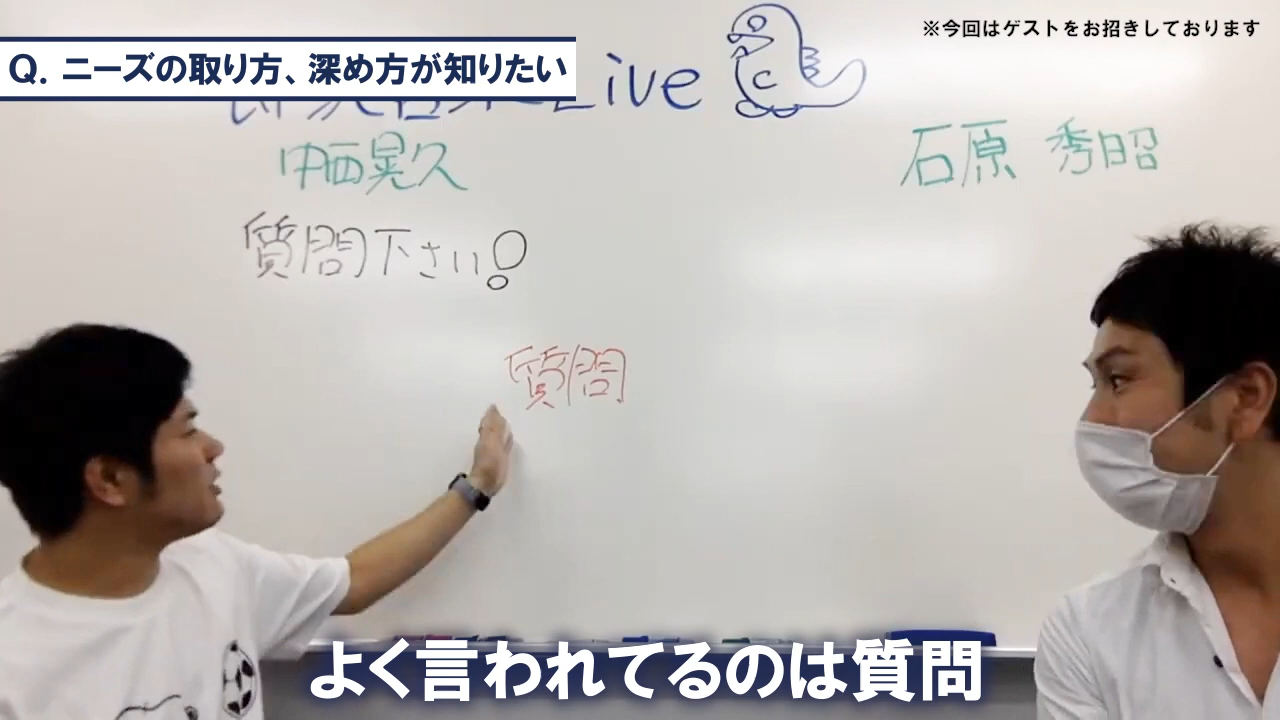 ※今回はゲストをお招きしております
Q. ニーズの取り方、深め方が知りたい
Live
C
中西晃久
石原 秀昭
質問下さい!
質問
よく言われてるのは質問